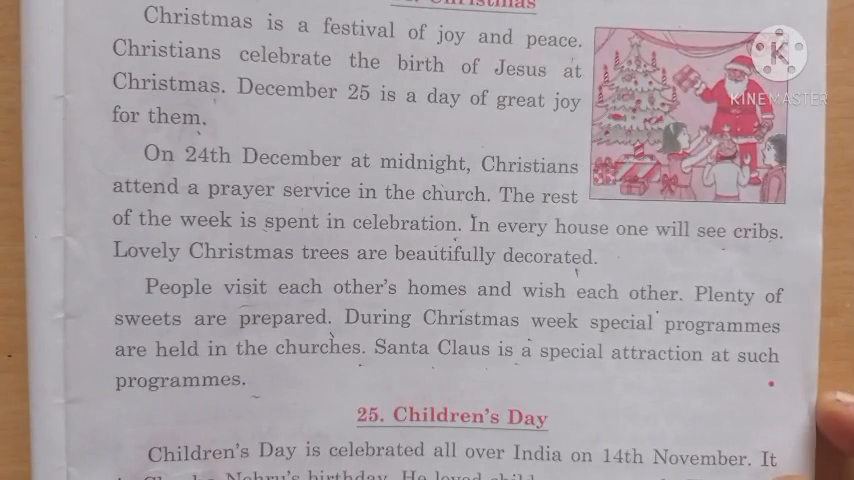 Christmas
Christmas is a festival of joy and peace.
Christians celebrate the birth of Jesus at
Christmas. December 25 is a day of great joy
for them.
On 24th December at midnight, Christians
attend a prayer service in the church. The rest
of the week is spent in celebration. In every house one will see cribs.
Lovely Christmas trees are beautifully decorated.
People visit each other's homes and wish each other. Plenty of
sweets are prepared. During Christmas week special programmes
are held in the churches. Santa Claus is a special attraction at such
programmes.
25. Children's Day
Children's Day is celebrated all over India on 14th November. It
Nehru's birthday. He loved
K
KINEMASTER